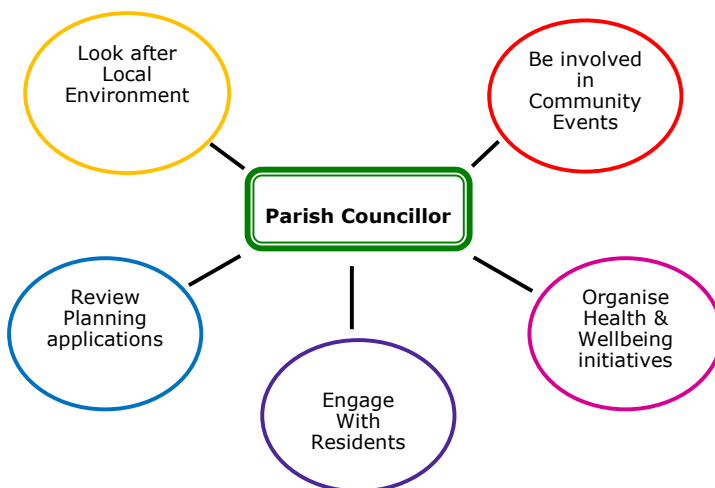 Look after
Local
Environment
Be involved
in
Community
Events
Parish Councillor
Review
Planning
applications
Organise
Health &
Wellbeing
initiatives
Engage
With
Residents